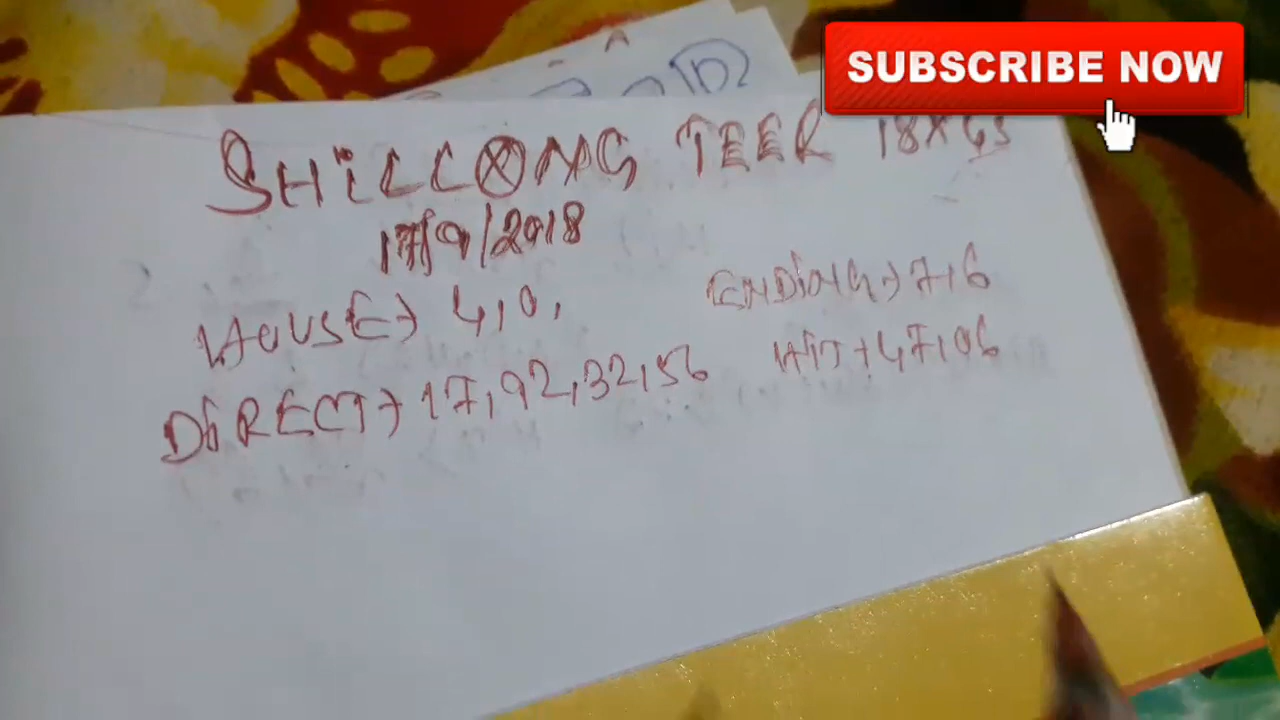 SUBSCRIBE NOW
SHiLLONG TEER 18X
17/9/2018
HOUSE→ 4,0,
ENDiNG→ 7,6
DiRECT→ 17,92,32,56
HiT→ 47,06